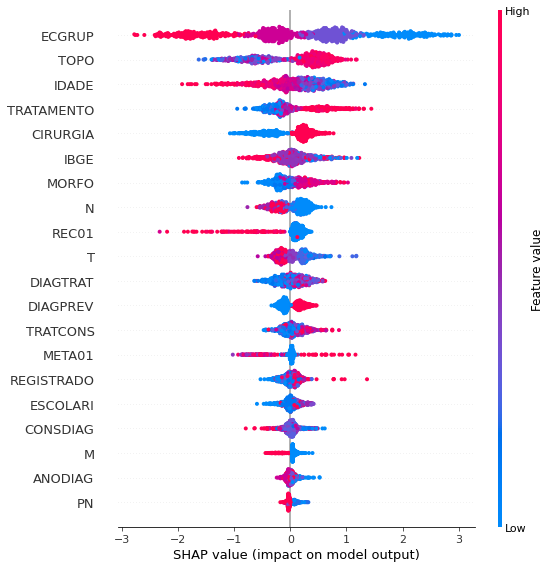 High
ECGRUP
TOPO
IDADE
TRATAMENTO
CIRURGIA
IBGE
MORFO
N
REC01
T
DIAGTRAT
DIAGPREV
TRATCONS
META01
REGISTRADO
ESCOLARI
CONSDIAG
M
ANODIAG
PN
Feature value
Low
−3 −2 −1 0 1 2 3
SHAP value (impact on model output)